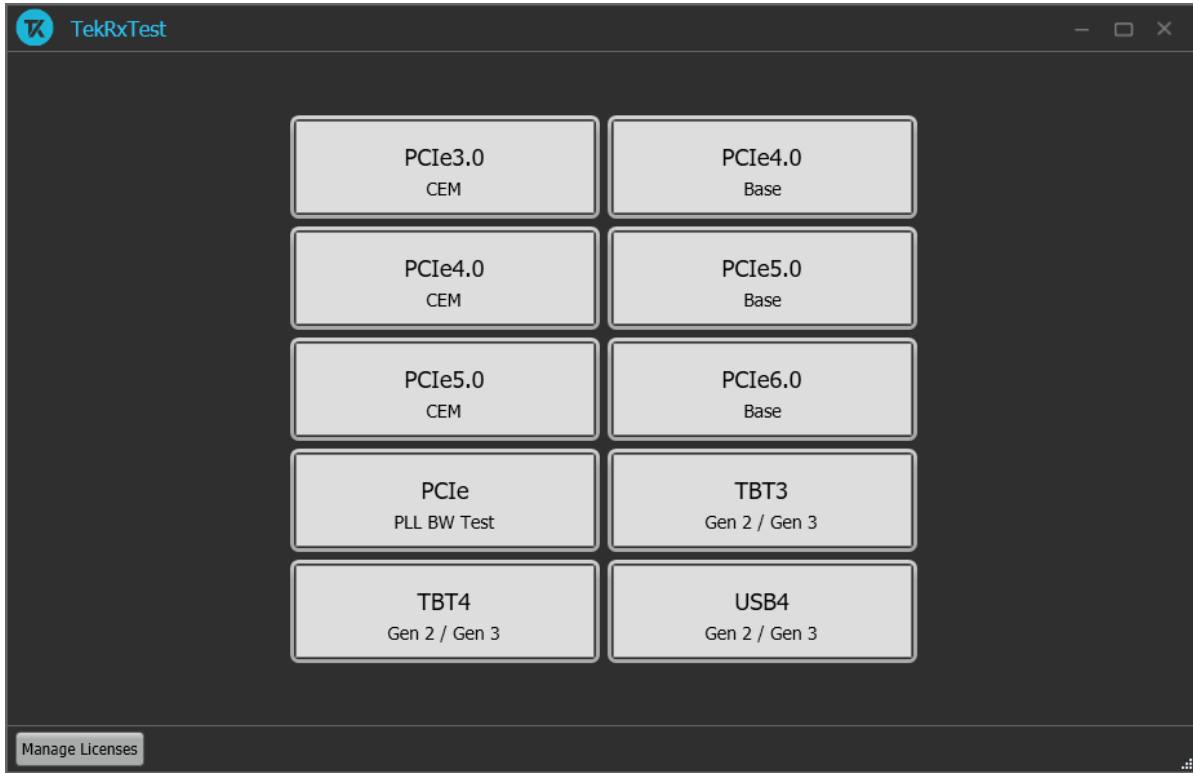 TekRxTest
PCIe3.0
CEM
PCIe4.0
Base
PCIe4.0
CEM
PCIe5.0
Base
PCIe5.0
CEM
PCIe6.0
Base
PCIe
PLL BW Test
TBT3
Gen 2 / Gen 3
TBT4
Gen 2 / Gen 3
USB4
Gen 2 / Gen 3
Manage Licenses